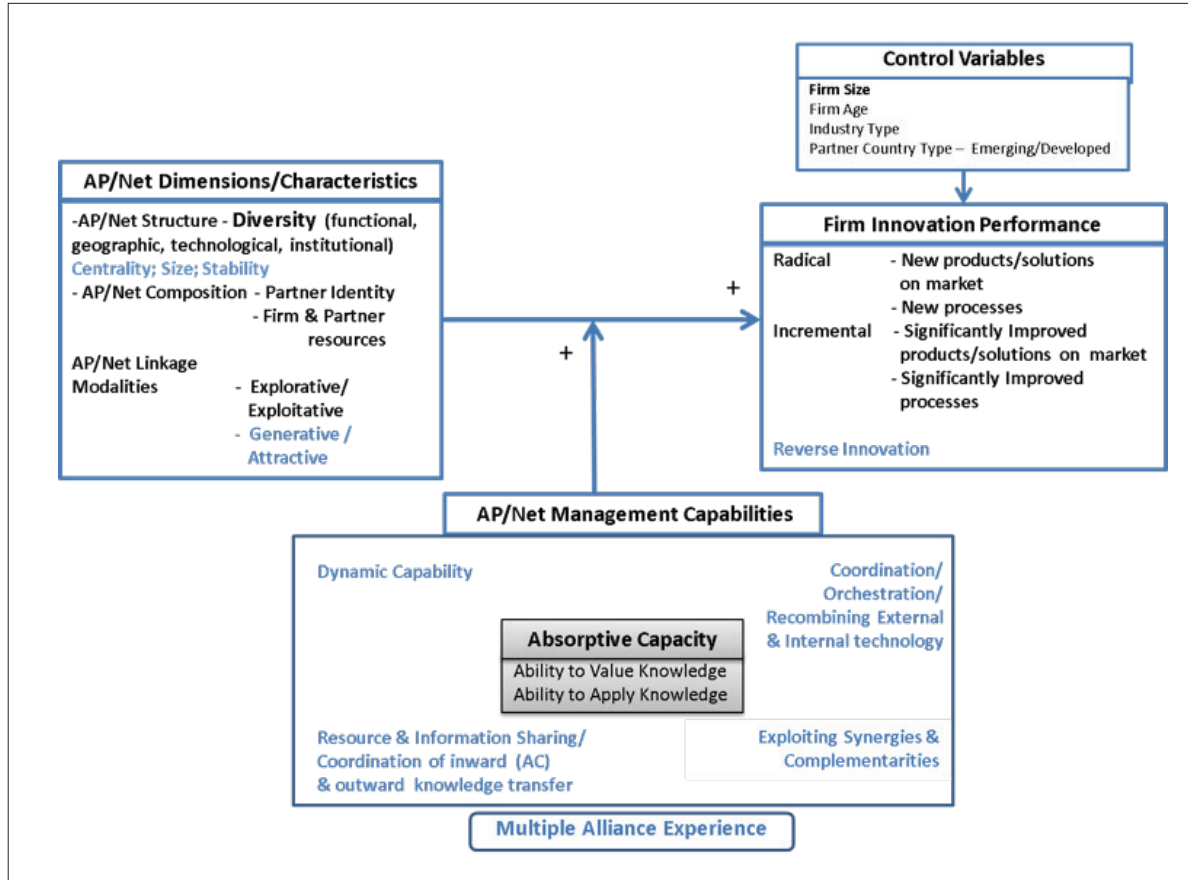 Control Variables
Firm Size
Firm Age
Industry Type
Partner Country Type – Emerging/Developed
AP/Net Dimensions/Characteristics
-AP/Net Structure - Diversity (functional,
geographic, technological, institutional)
Centrality; Size; Stability
- AP/Net Composition - Partner Identity
- Firm & Partner
resources
AP/Net Linkage
Modalities - Explorative/
Exploitative
- Generative /
Attractive
+
+
Firm Innovation Performance
Radical - New products/solutions
on market
- New processes
Incremental - Significantly Improved
products/solutions on market
- Significantly Improved
processes
Reverse Innovation
AP/Net Management Capabilities
Dynamic Capability
Coordination/
Orchestration/
Recombining External
& Internal technology
Absorptive Capacity
Ability to Value Knowledge
Ability to Apply Knowledge
Resource & Information Sharing/
Coordination of inward (AC)
& outward knowledge transfer
Exploiting Synergies &
Complementarities
Multiple Alliance Experience